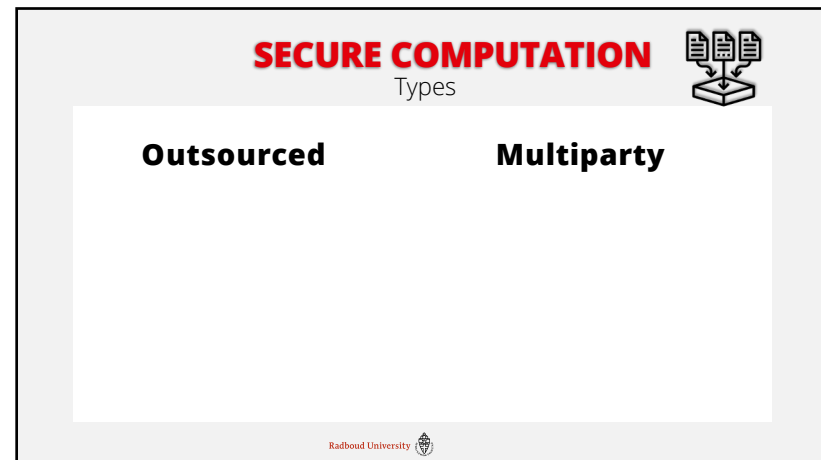 SECURE COMPUTATION
Types
Outsourced Multiparty
Radboud University